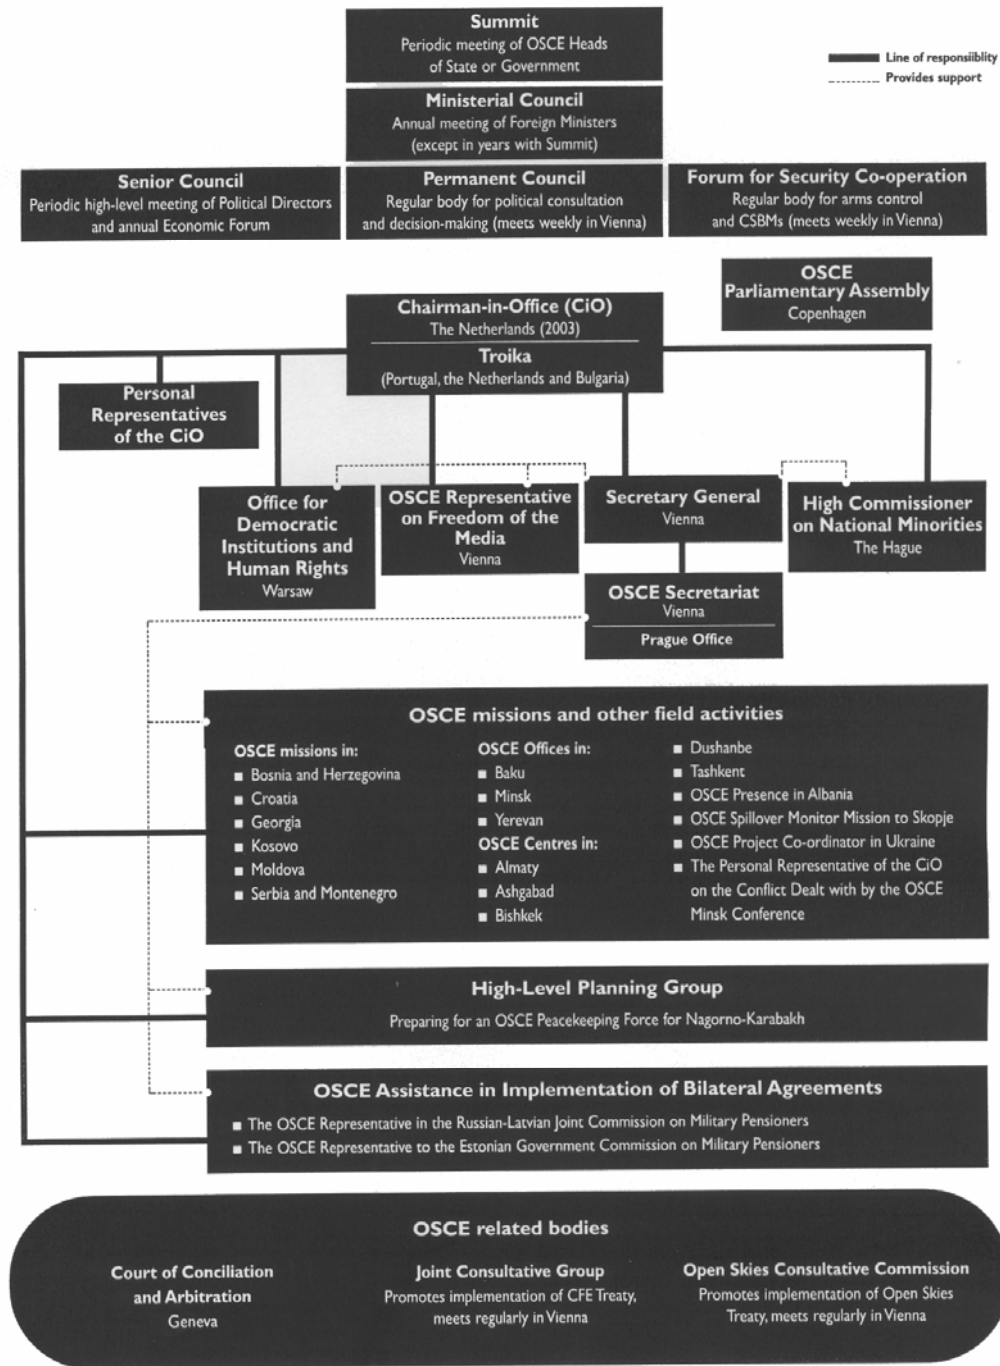 Summit
Periodic meeting of OSCE Heads
of State or Government
Line of responsiiblity
Provides support
Ministerial Council
Annual meeting of Foreign Ministers
(except in years with Summit)
Senior Council
Periodic high-level meeting of Political Directors
and annual Economic Forum
Permanent Council
Regular body for political consultation
and decision-making (meets weekly in Vienna)
Forum for Security Co-operation
Regular body for arms control
and CSBMs (meets weekly in Vienna)
OSCE
Parliamentary Assembly
Copenhagen
Chairman-in-Office (CiO)
The Netherlands (2003)
Troika
(Portugal, the Netherlands and Bulgaria)
Personal
Representatives
of the CiO
Office for
Democratic
Institutions and
Human Rights
Warsaw
OSCE Representative
on Freedom of the
Media
Vienna
Secretary General
Vienna
High Commissioner
on National Minorities
The Hague
OSCE Secretariat
Vienna
Prague Office
OSCE missions and other field activities
OSCE missions in:
■ Bosnia and Herzegovina
■ Croatia
■ Georgia
■ Kosovo
■ Moldova
■ Serbia and Montenegro
OSCE Offices in:
■ Baku
■ Minsk
■ Yerevan
OSCE Centres in:
■ Almaty
■ Ashgabad
■ Bishkek
■ Dushanbe
■ Tashkent
■ OSCE Presence in Albania
■ OSCE Spillover Monitor Mission to Skopje
■ OSCE Project Co-ordinator in Ukraine
■ The Personal Representative of the CiO
on the Conflict Dealt with by the OSCE
Minsk Conference
High-Level Planning Group
Preparing for an OSCE Peacekeeping Force for Nagorno-Karabakh
OSCE Assistance in Implementation of Bilateral Agreements
■ The OSCE Representative in the Russian-Latvian Joint Commission on Military Pensioners
■ The OSCE Representative to the Estonian Government Commission on Military Pensioners
OSCE related bodies
Court of Conciliation
and Arbitration
Geneva
Joint Consultative Group
Promotes implementation of CFE Treaty,
meets regularly in Vienna
Open Skies Consultative Commission
Promotes implementation of Open Skies
Treaty, meets regularly in Vienna